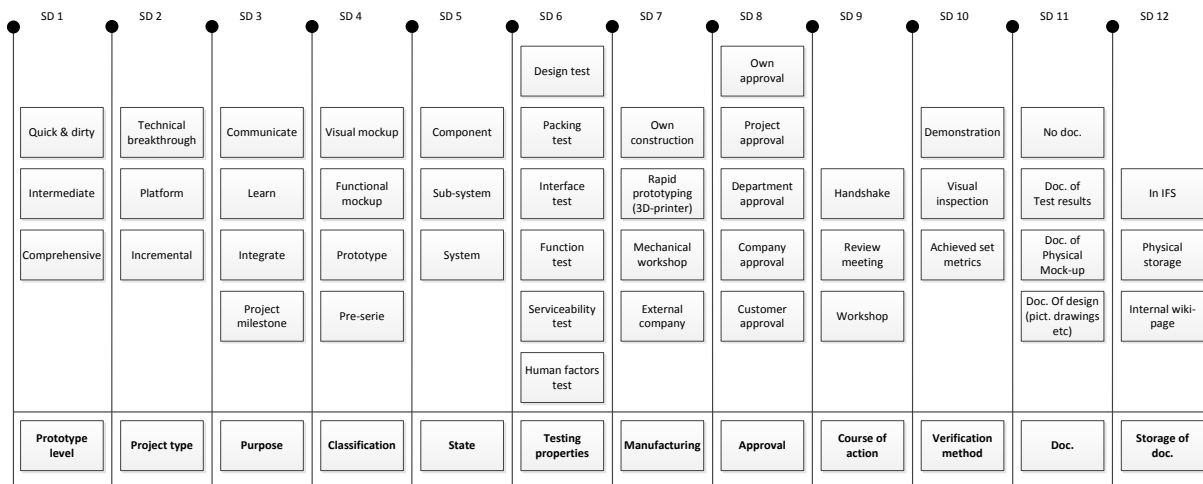 SD 1
SD 2
SD 3
SD 4
SD 5
SD 6
SD 7
SD 8
SD 9
SD 10
SD 11
SD 12
Quick & dirty
Intermediate
Comprehensive
Prototype
level
Technical
breakthrough
Platform
Incremental
Project type
Communicate
Learn
Integrate
Project
milestone
Purpose
Visual mockup
Functional
mockup
Prototype
Pre-serie
Classification
Component
Sub-system
System
State
Design test
Packing
test
Interface
test
Function
test
Serviceability
test
Human factors
test
Testing
properties
Own
construction
Rapid
prototyping
(3D-printer)
Mechanical
workshop
External
company
Manufacturing
Own
approval
Project
approval
Department
approval
Company
approval
Customer
approval
Approval
Handshake
Review
meeting
Workshop
Course of
action
Demonstration
Visual
inspection
Achieved set
metrics
Verification
method
No doc.
Doc. of
Test results
Doc. of
Physical
Mock-up
Doc. Of design
(pict. drawings
etc)
Doc.
In IFS
Physical
storage
Internal wiki-
page
Storage of
doc.